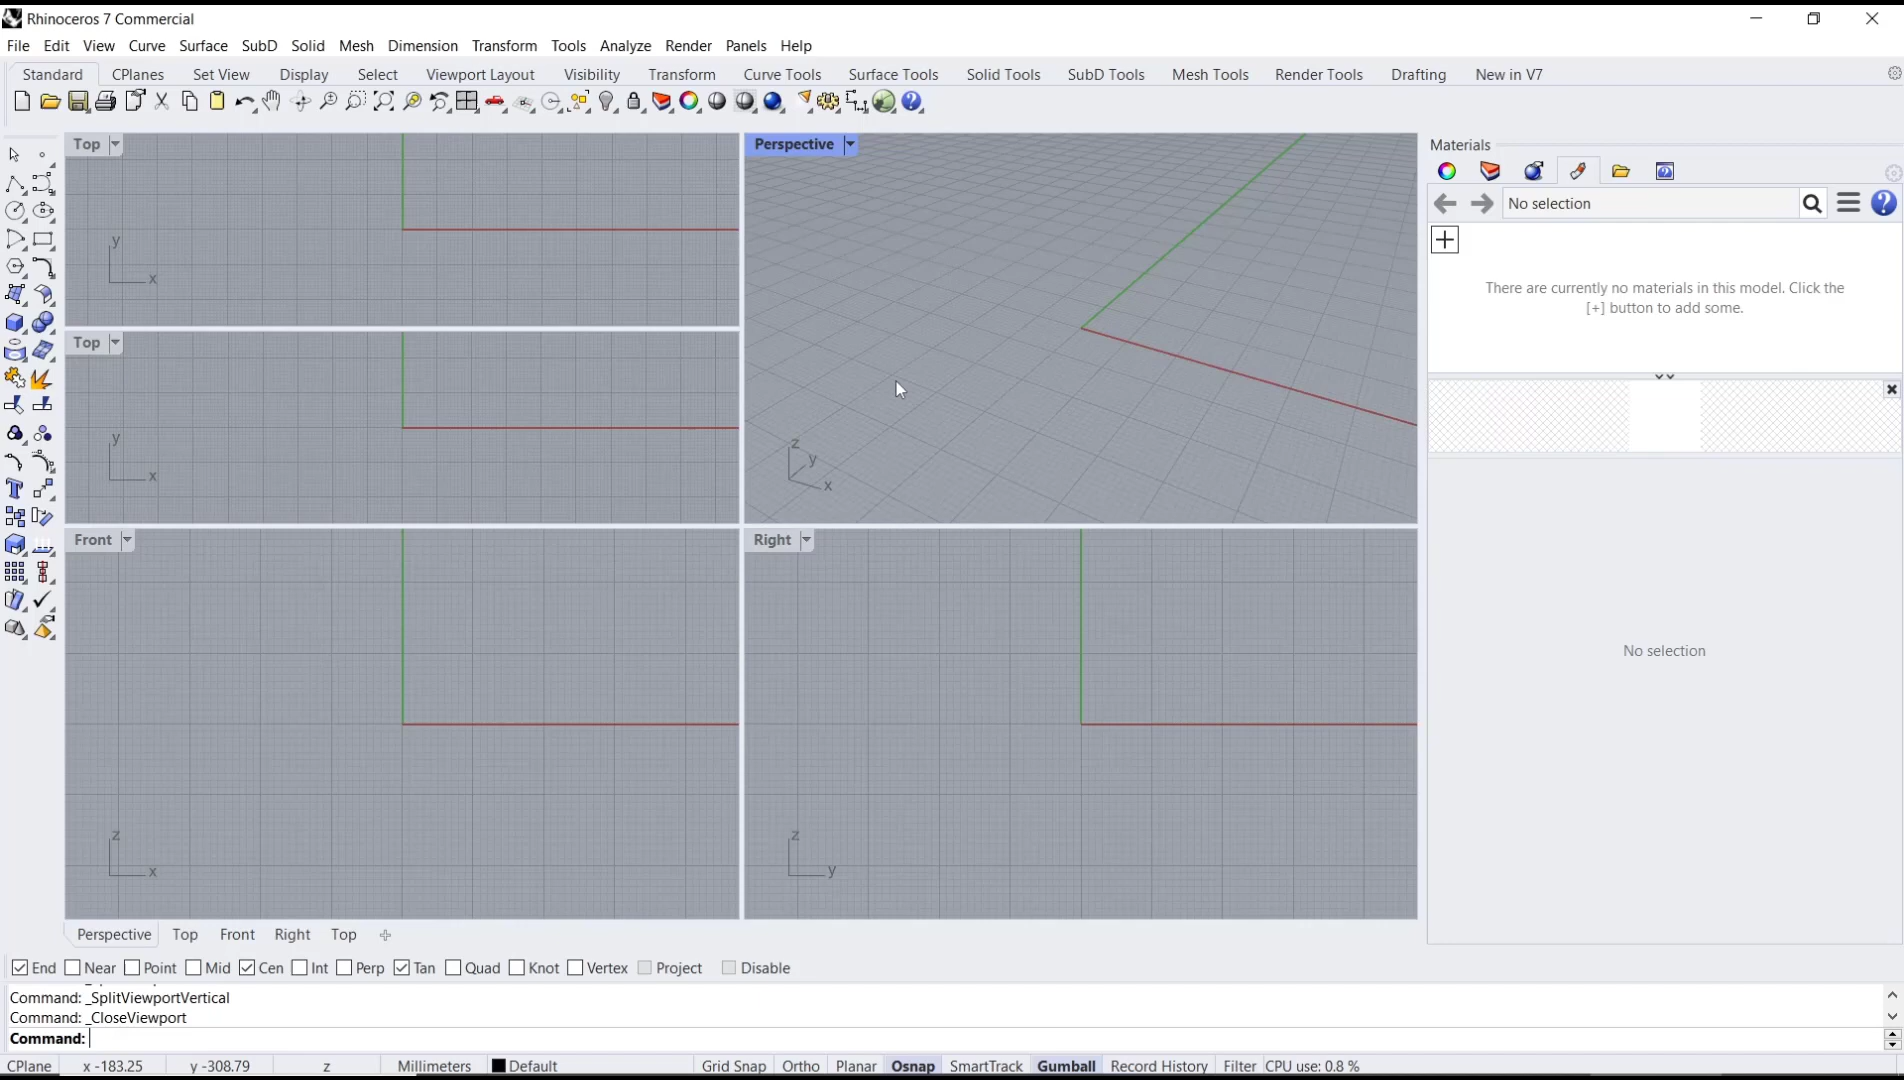 Rhinoceros 7 Commercial
File Edit View Curve Surface SubD Solid Mesh Dimension Transform Tools Analyze Render Panels Help
Standard CPlanes Set View Display Select Viewport Layout Visibility Transform Curve Tools Surface Tools Solid Tools SubD Tools Mesh Tools Render Tools Drafting New in V7
Top
y
x
Perspective
z
y
x
Top
y
x
Front
z
x
Right
z
y
Materials
No selection
There are currently no materials in this model. Click the
[+] button to add some.
No selection
Perspective Top Front Right Top
End Near Point Mid Cen Int Perp Tan Quad Knot Vertex Project Disable
Command: _SplitViewportVertical
Command: _CloseViewport
Command:
CPlane x -183.25 y -308.79 z Millimeters Default Grid Snap Ortho Planar Osnap SmartTrack Gumball Record History Filter CPU use: 0.8 %